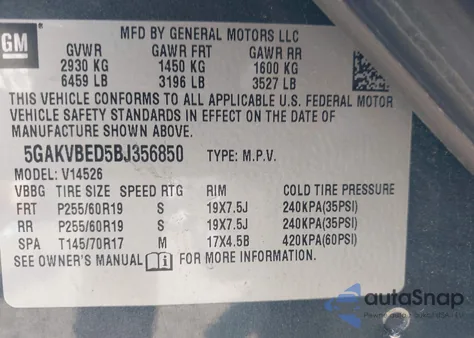 GM
MFD BY GENERAL MOTORS LLC
GVWR GAWR FRT GAWR RR
2930 KG 1450 KG 1600 KG
6459 LB 3196 LB 3527 LB
THIS VEHICLE CONFORMS TO ALL APPLICABLE U.S. FEDERAL MOTOR
VEHICLE SAFETY STANDARDS IN EFFECT ON THE DATE OF
MANUFACTURE SHOWN ABOVE.
5GAKVBED5BJ356850 TYPE: M.P.V.
MODEL: V14526
VBBG TIRE SIZE SPEED RTG RIM COLD TIRE PRESSURE
FRT P255/60R19 S 19X7.5J 240KPA(35PSI)
RR P255/60R19 S 19X7.5J 240KPA(35PSI)
SPA T145/70R17 M 17X4.5B 420KPA(60PSI)
SEE OWNER'S MANUAL i FOR MORE INFORMATION.
autoSnap